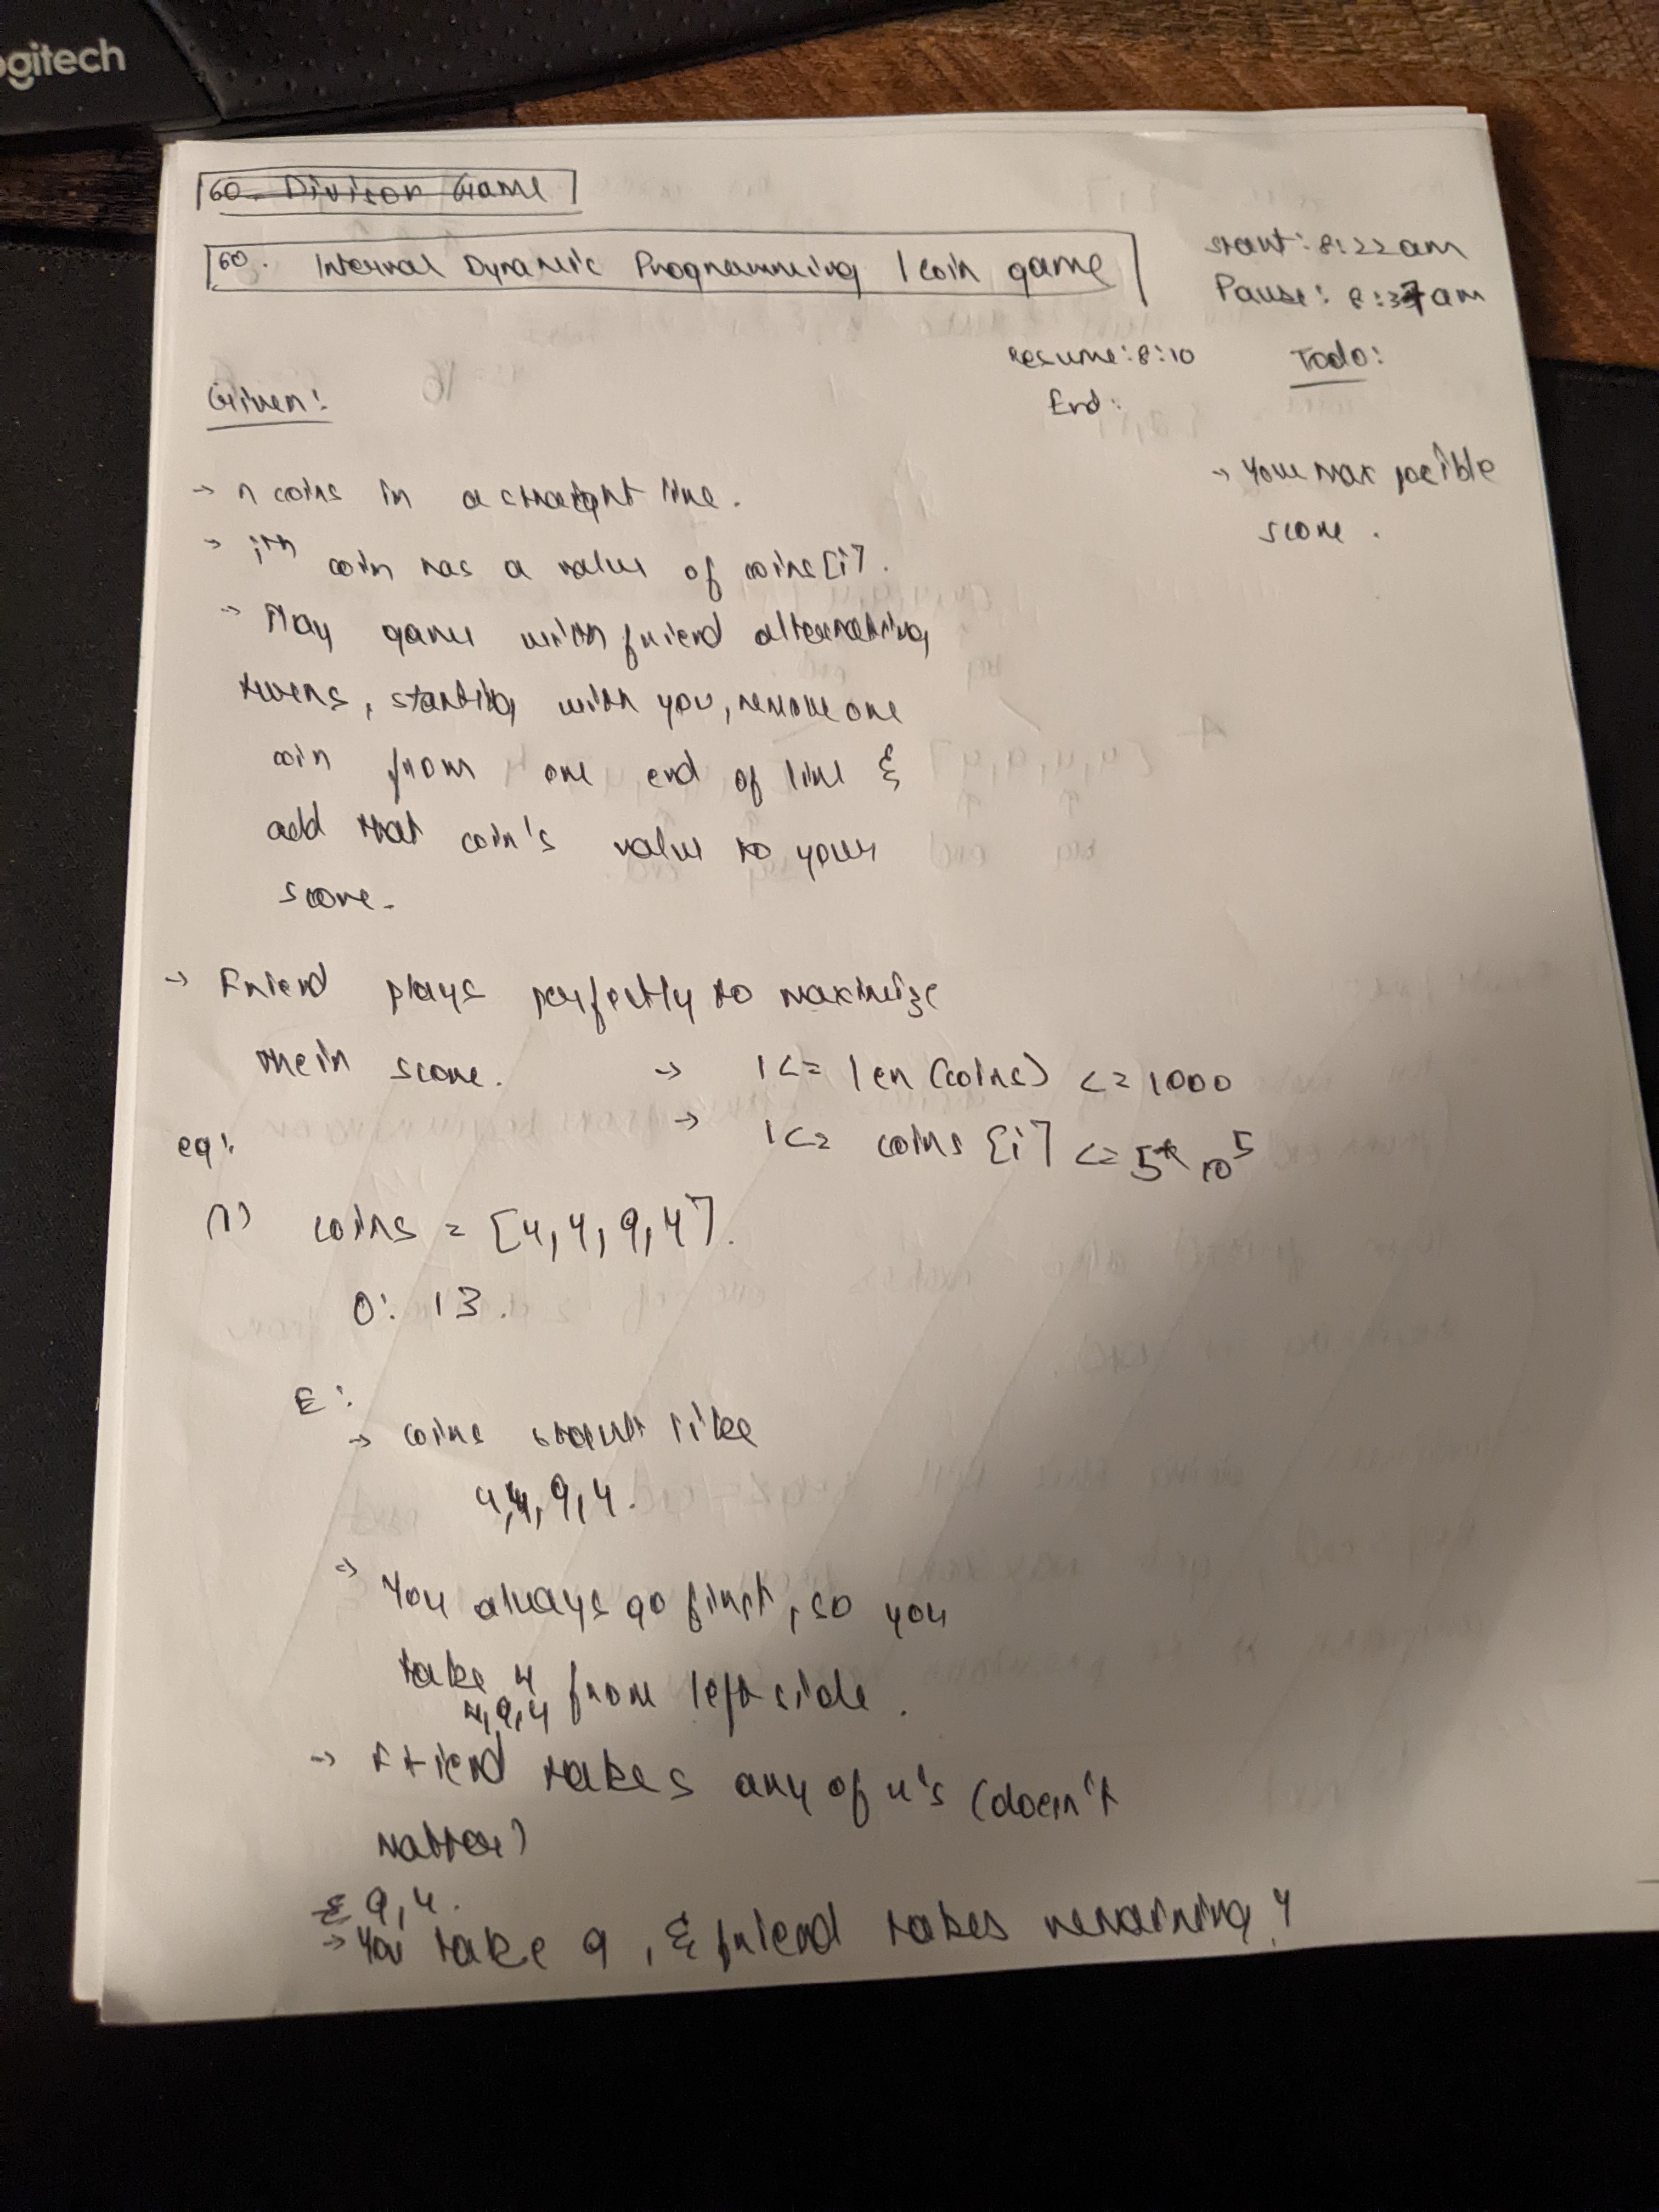 ogitech
60. Divisor Game
60. Interval Dynamic Programming | Coin game
Start: 8:22 am
Pause: 8:37 am
Resume: 8:10
End:
Todo:
→ Your max posible
score.
Given:
→ n coins in a straight line.
→ ith coin has a value of coins[i].
→ Play game with friend alternating
turns, starting with you, remove one
coin from one end of line &
add that coin's value to your
score.
→ Friend plays perfectly to maximize
their score.
→ 1 <= len(coins) <= 1000
→ 1 <= coins[i] <= 5*10^5
eg:
(1) coins = [4,4,9,4].
O: 13.
E:
→ coins start like
4,4,9,4.
→ You always go first, so you
take 4 from left side.
4,9,4
→ Friend takes any of 4's (doesn't
matter)
9,4.
→ You take 9, & friend takes remaining 4